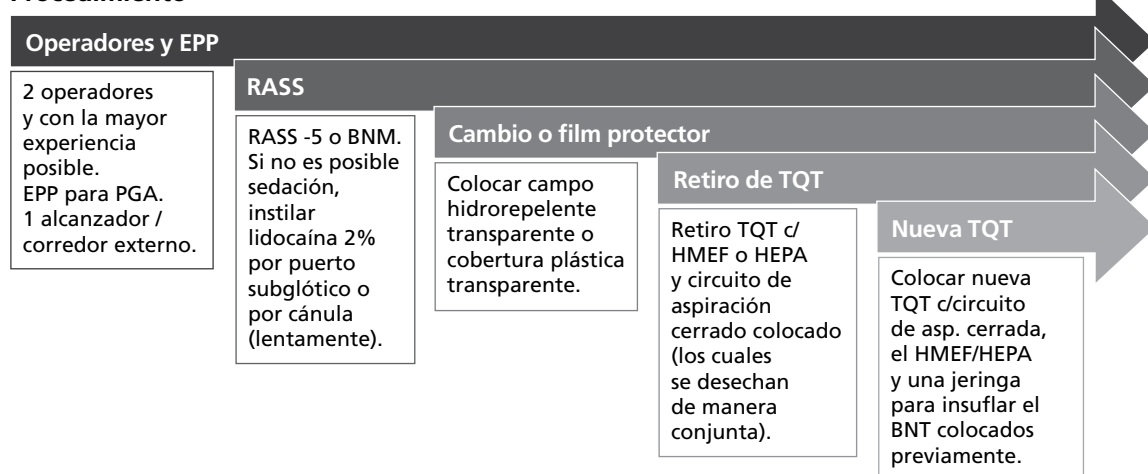 Procedimiento
Operadores y EPP
2 operadores
y con la mayor
experiencia
posible.
EPP para PGA.
1 alcanzador /
corredor externo.
RASS
RASS -5 o BNM.
Si no es posible
sedación,
instilar
lidocaína 2%
por puerto
subglótico o
por cánula
(lentamente).
Cambio o film protector
Colocar campo
hidrorepelente
transparente o
cobertura plástica
transparente.
Retiro de TQT
Retiro TQT c/
HMEF o HEPA
y circuito de
aspiración
cerrado colocado
(los cuales
se desechan
de manera
conjunta).
Nueva TQT
Colocar nueva
TQT c/circuito
de asp. cerrada,
el HMEF/HEPA
y una jeringa
para insuflar el
BNT colocados
previamente.